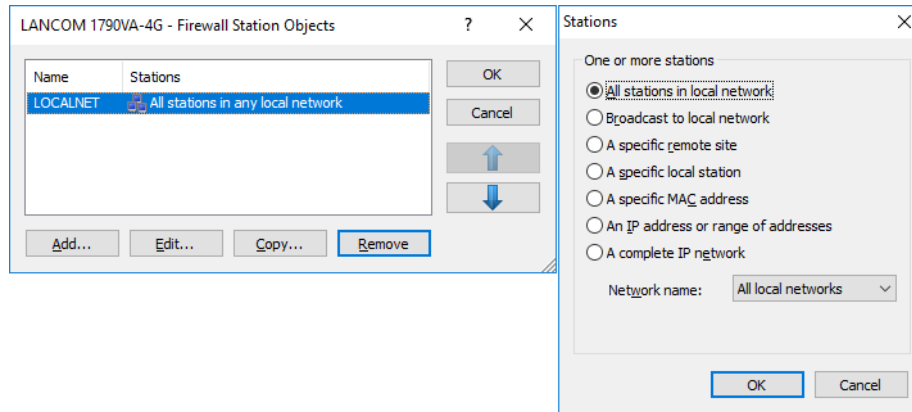 LANCOM 1790VA-4G - Firewall Station Objects
?
Name Stations
LOCALNET All stations in any local network
OK
Cancel
Add... Edit... Copy... Remove
Stations
One or more stations
All stations in local network
Broadcast to local network
A specific remote site
A specific local station
A specific MAC address
An IP address or range of addresses
A complete IP network
Network name: All local networks
OK Cancel